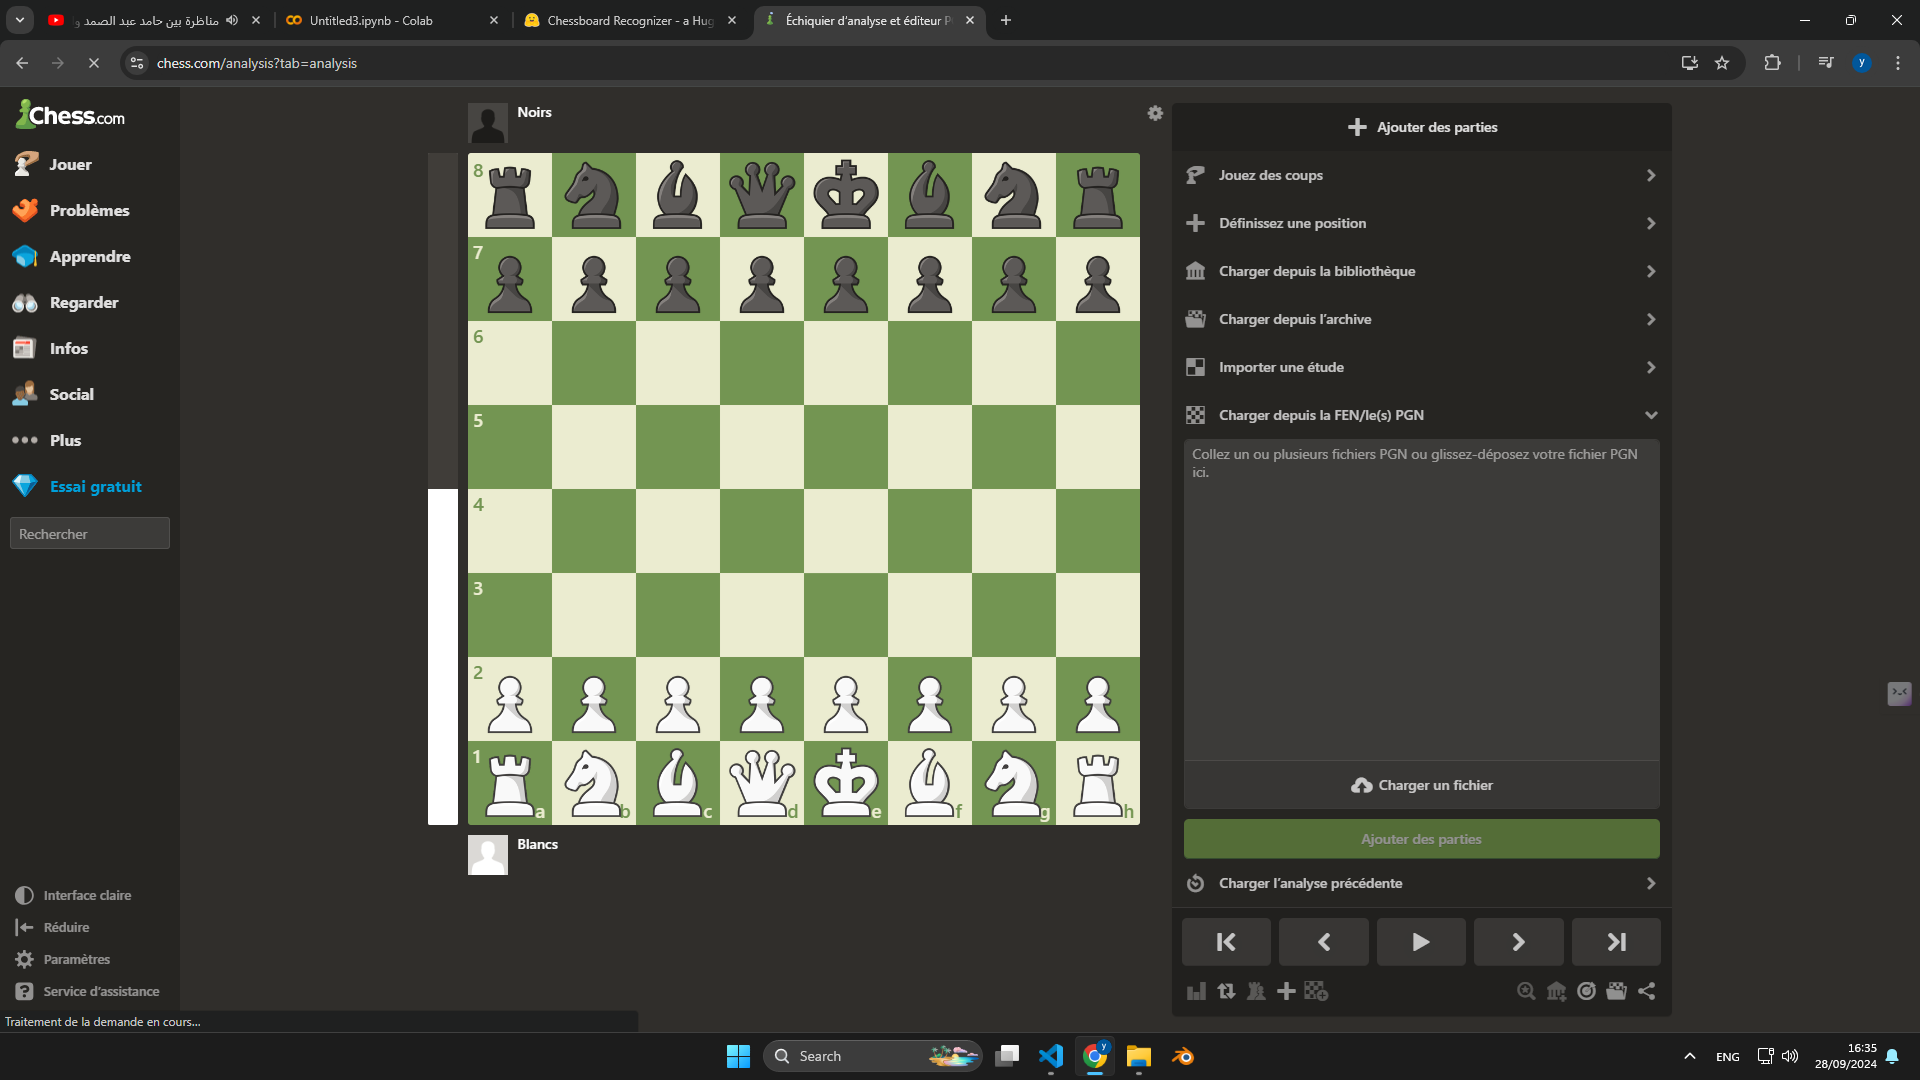 مناظرة بين حامد عبد الصمد و
Untitled3.ipynb - Colab
Chessboard Recognizer - a Hug
Échiquier d'analyse et éditeur P
chess.com/analysis?tab=analysis
y
Chess.com
Jouer
Problèmes
Apprendre
Regarder
Infos
Social
Plus
Essai gratuit
Rechercher
Interface claire
Réduire
Paramètres
Service d'assistance
Traitement de la demande en cours...
Noirs
8
7
6
5
4
3
2
1
a b c d e f g h
Blancs
Ajouter des parties
Jouez des coups
Définissez une position
Charger depuis la bibliothèque
Charger depuis l'archive
Importer une étude
Charger depuis la FEN/le(s) PGN
Collez un ou plusieurs fichiers PGN ou glissez-déposez votre fichier PGN
ici.
Charger un fichier
Ajouter des parties
Charger l'analyse précédente
Search
y
ENG
16:35
28/09/2024